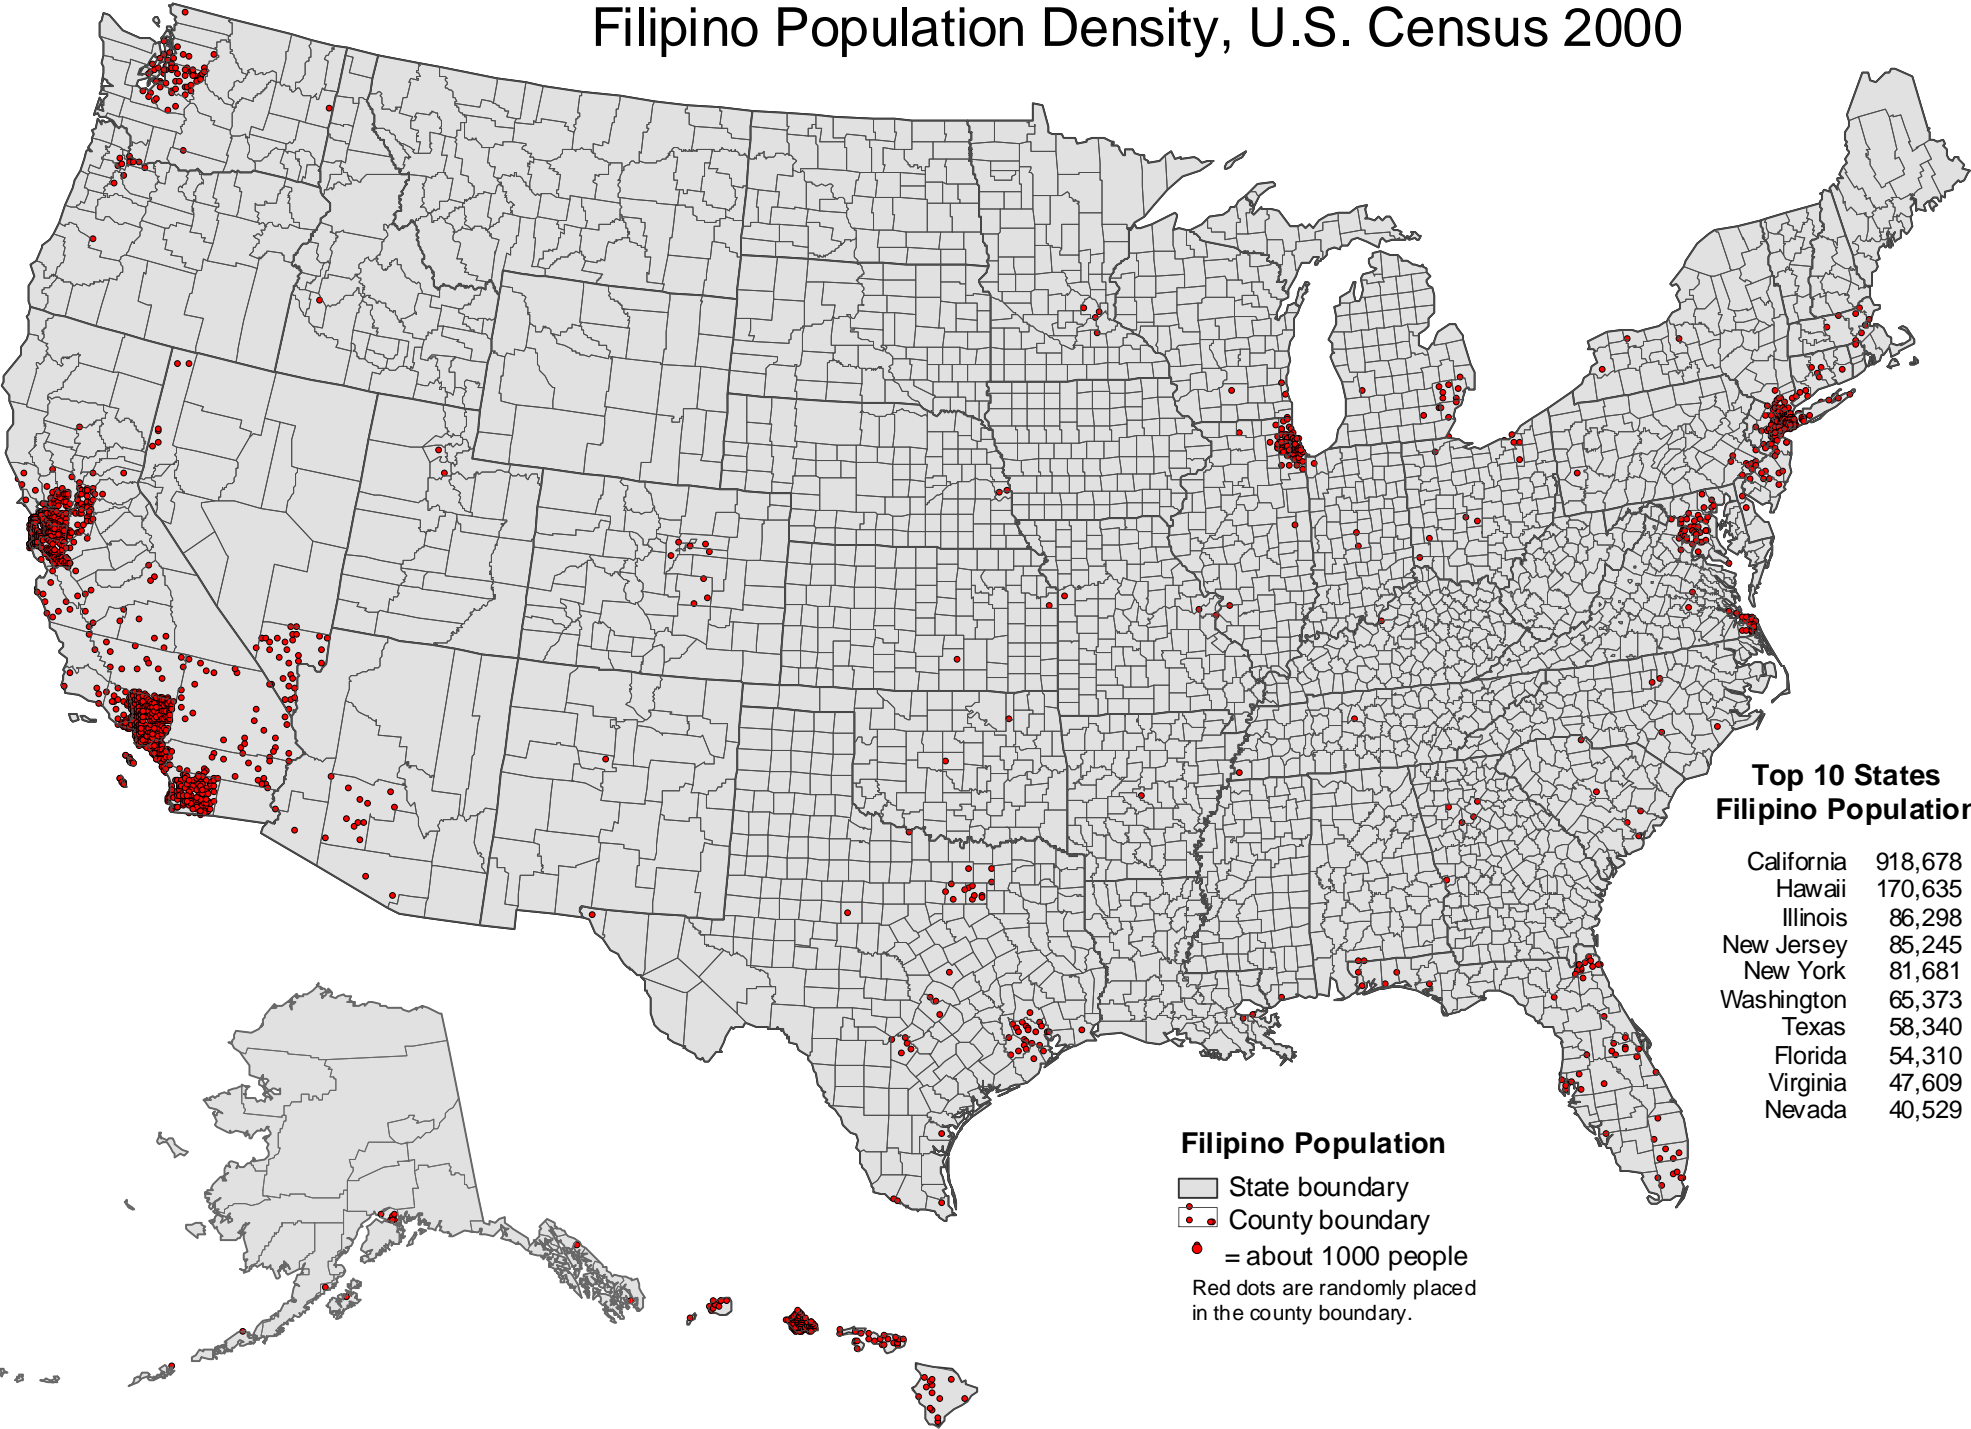 Filipino Population Density, U.S. Census 2000
Top 10 States
Filipino Population
California 918,678
Hawaii 170,635
Illinois 86,298
New Jersey 85,245
New York 81,681
Washington 65,373
Texas 58,340
Florida 54,310
Virginia 47,609
Nevada 40,529
Filipino Population
State boundary
County boundary
= about 1000 people
Red dots are randomly placed
in the county boundary.